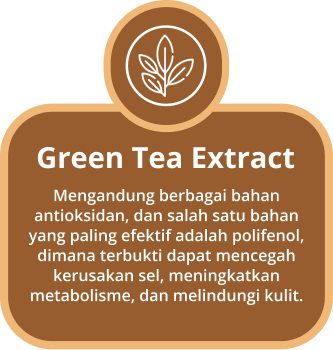 Green Tea Extract
Mengandung berbagai bahan
antioksidan, dan salah satu bahan
yang paling efektif adalah polifenol,
dimana terbukti dapat mencegah
kerusakan sel, meningkatkan
metabolisme, dan melindungi kulit.